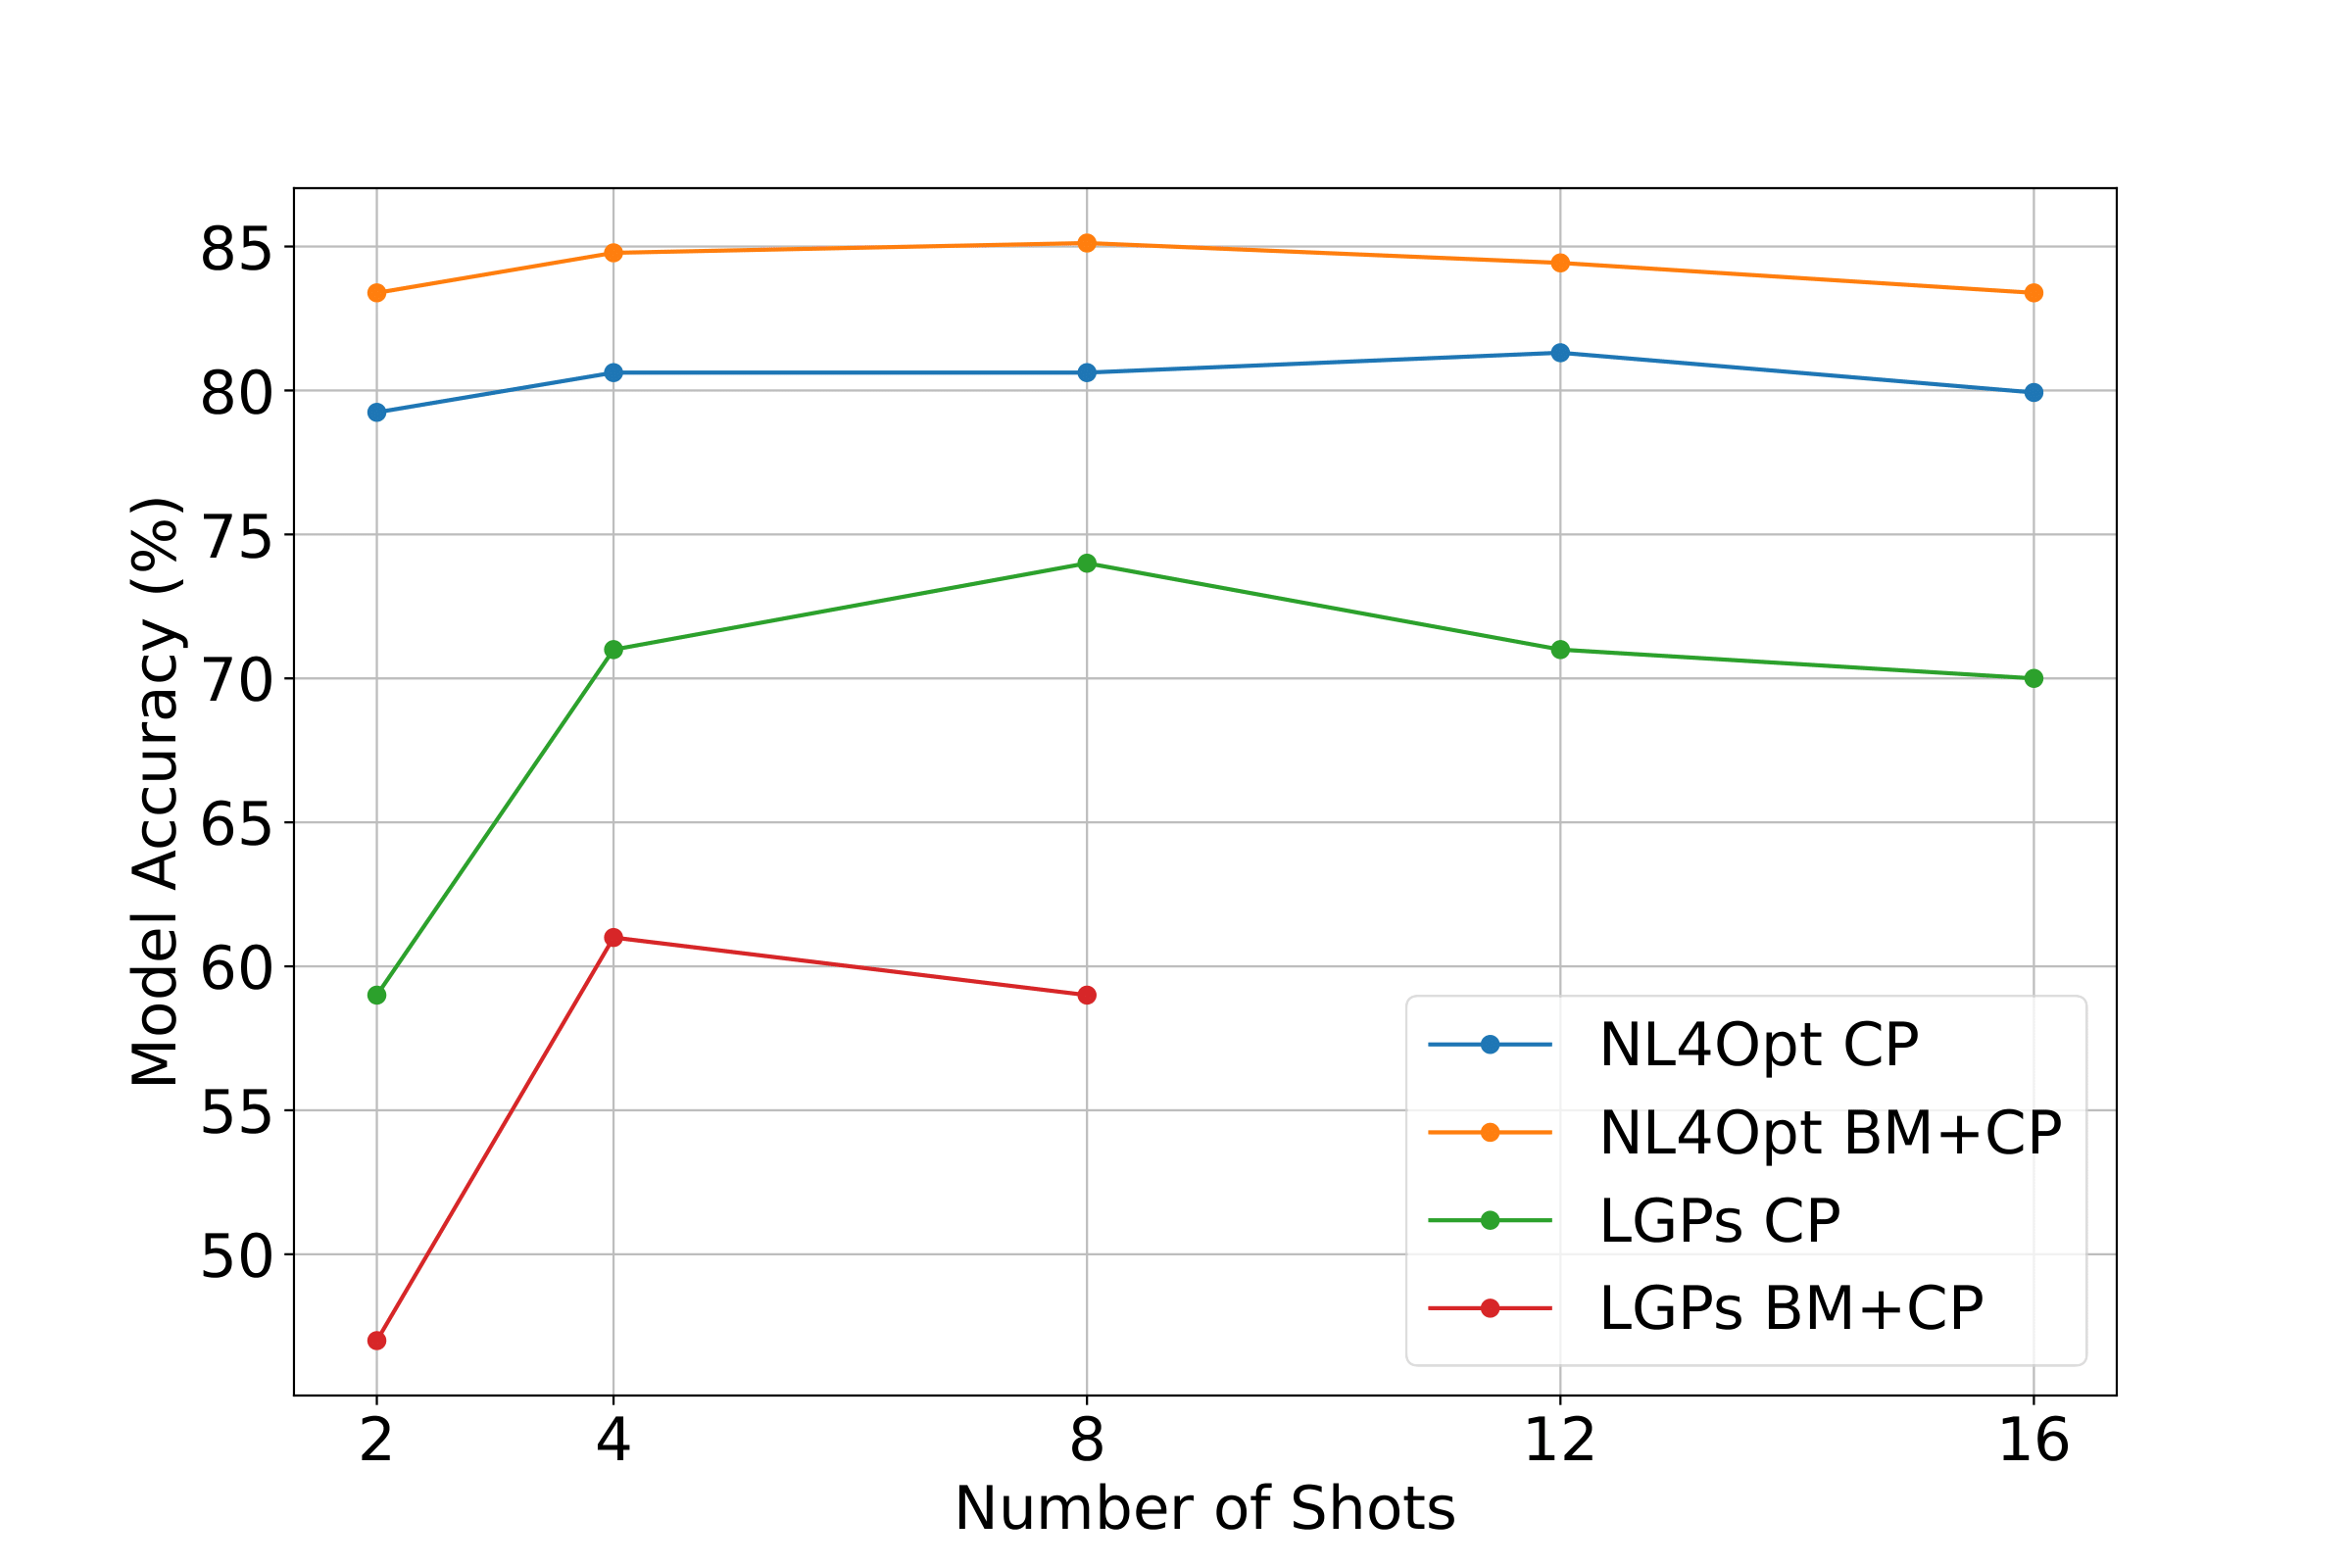 Model Accuracy (%)
85
80
75
70
65
60
55
50
NL4Opt CP
NL4Opt BM+CP
LGPs CP
LGPs BM+CP
2 4 8 12 16
Number of Shots